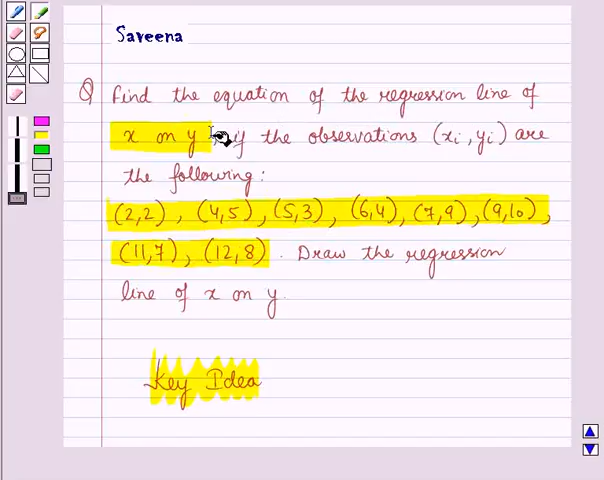 Saveena
Q Find the equation of the regression line of
x on y, if the observations (xi, yi) are
the following:
(2,2), (4,5), (5,3), (6,4), (7,9), (9,10),
(11,7), (12,8). Draw the regression
line of x on y.
Key Idea